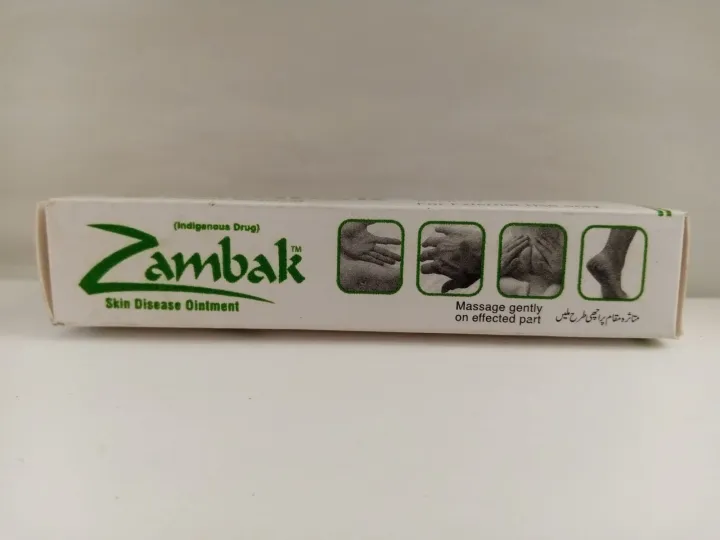 (Indigenous Drug)
Zambak™
Skin Disease Ointment
Massage gently
on effected part
متاثرہ مقام پر اچھی طرح ملیں